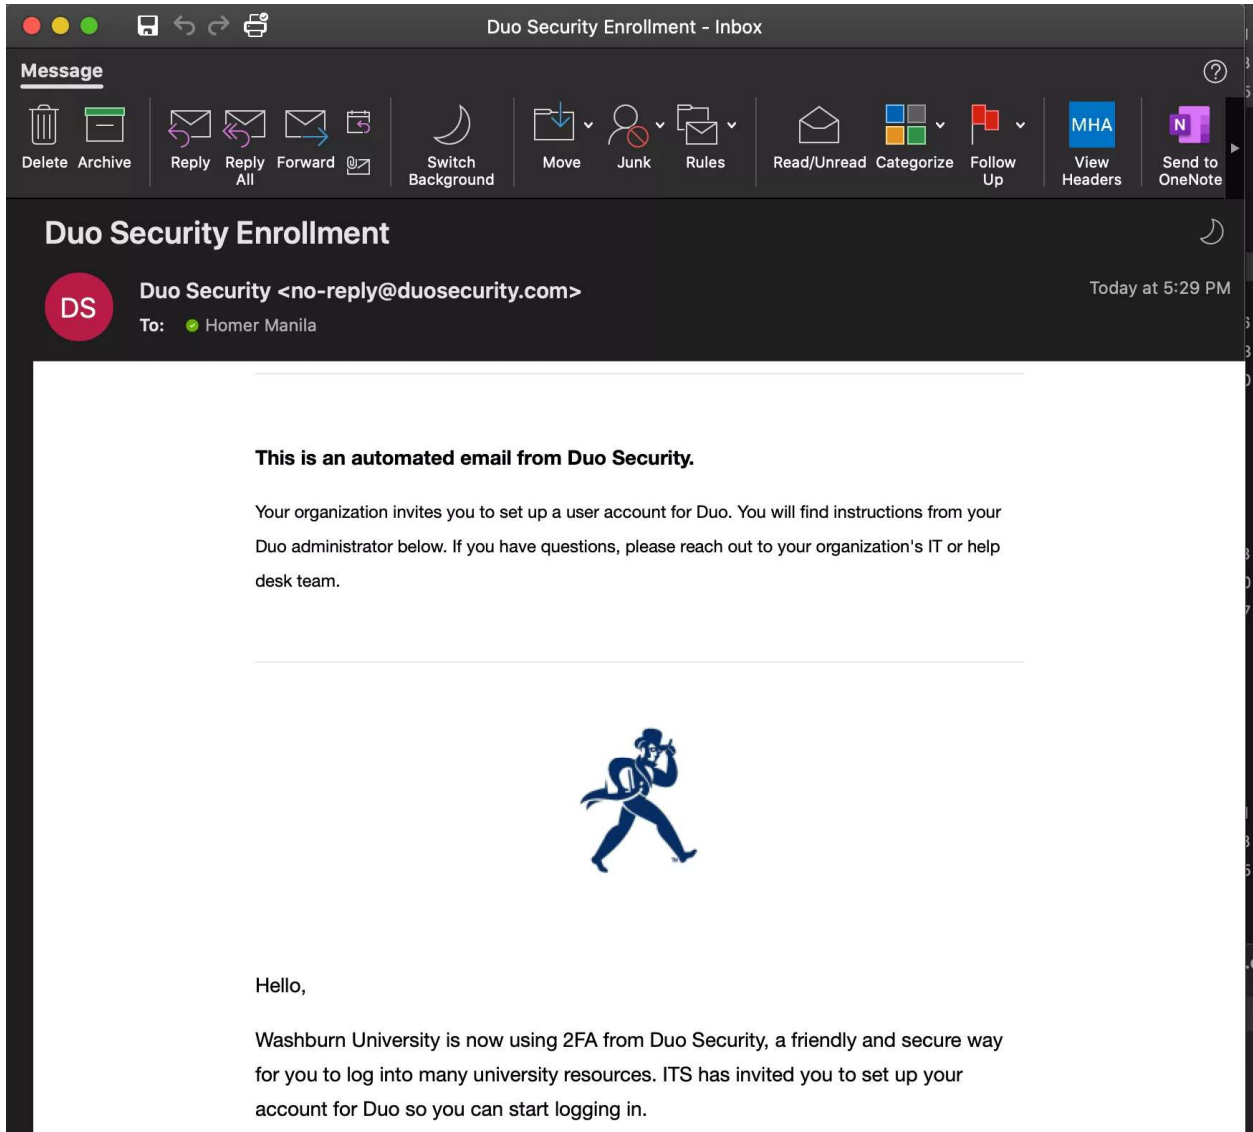 Duo Security Enrollment - Inbox
Message
Delete Archive Reply Reply All Forward Switch Background Move Junk Rules Read/Unread Categorize Follow Up MHA View Headers N Send to OneNote
Duo Security Enrollment
DS
Duo Security <no-reply@duosecurity.com>
Today at 5:29 PM
To: Homer Manila
This is an automated email from Duo Security.
Your organization invites you to set up a user account for Duo. You will find instructions from your
Duo administrator below. If you have questions, please reach out to your organization's IT or help
desk team.
Hello,
Washburn University is now using 2FA from Duo Security, a friendly and secure way
for you to log into many university resources. ITS has invited you to set up your
account for Duo so you can start logging in.